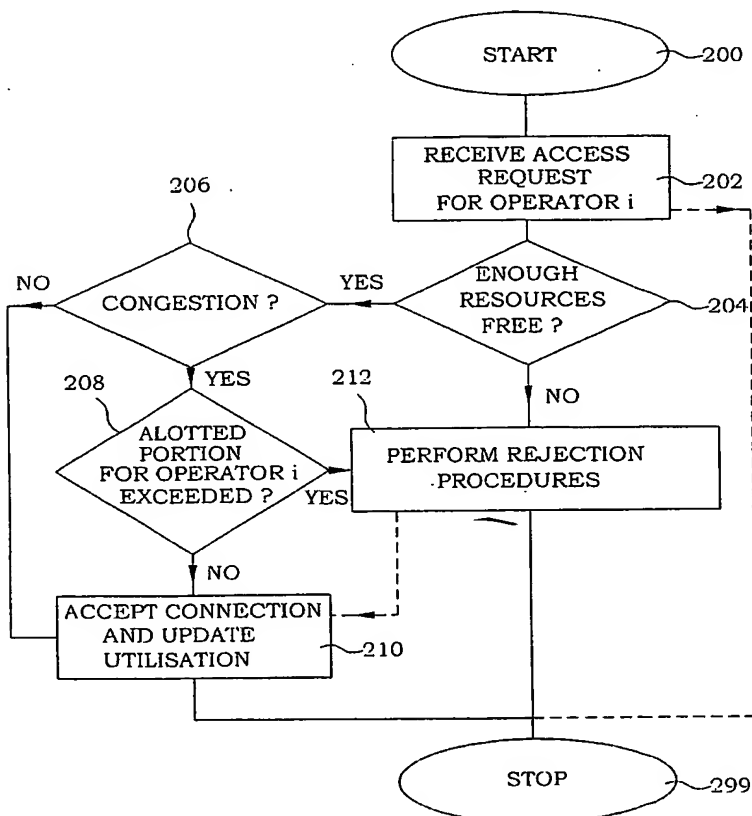 START
200
RECEIVE ACCESS
REQUEST
FOR OPERATOR i
202
206
NO
CONGESTION ?
YES
ENOUGH
RESOURCES
FREE ?
204
YES
NO
208
212
ALOTTED
PORTION
FOR OPERATOR i
EXCEEDED ?
YES
PERFORM REJECTION
PROCEDURES
NO
ACCEPT CONNECTION
AND UPDATE
UTILISATION
210
STOP
299